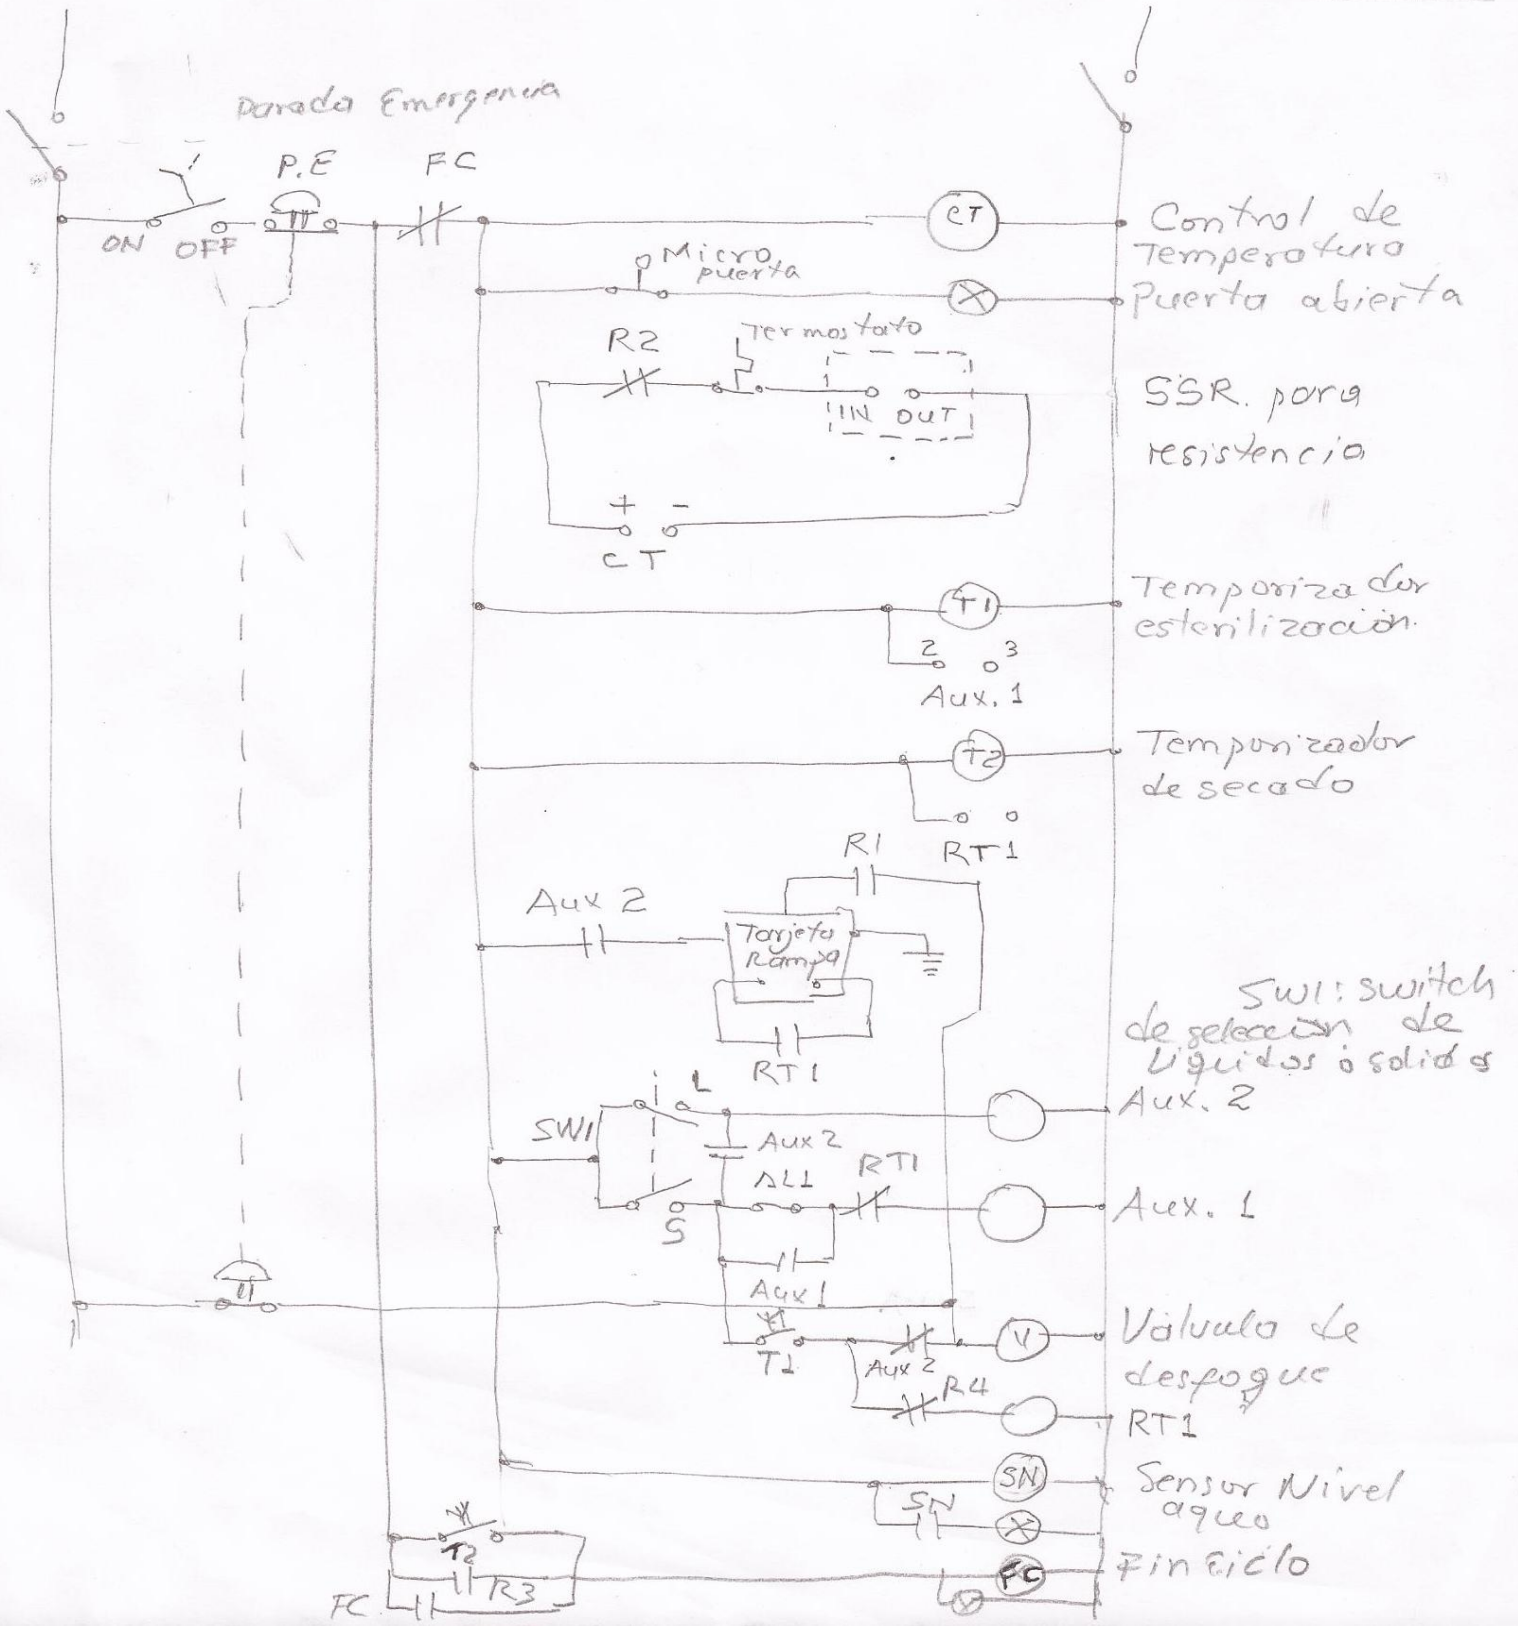 Parada Emergencia
P.E
FC
ON
OFF
CT
Control de
Temperatura
Micro
puerta
Puerta abierta
R2
Termostato
IN OUT
SSR. para
resistencia
+ -
CT
T1
Temporizador
esterilización.
2 3
Aux. 1
T2
Temporizador
de secado
RT1
R1
Aux 2
Tarjeta
Rampa
RT1
SW1: switch
de selección de
Líquidos ó solidos
L
SW1
Aux 2
Aux. 2
AL1
RT1
S
Aux. 1
Aux 1
T1
Aux 2
V
Válvula de
desfogue
R4
RT1
SN
Sensor Nivel
agua
SN
T2
R3
FC
FC
Fin Ciclo